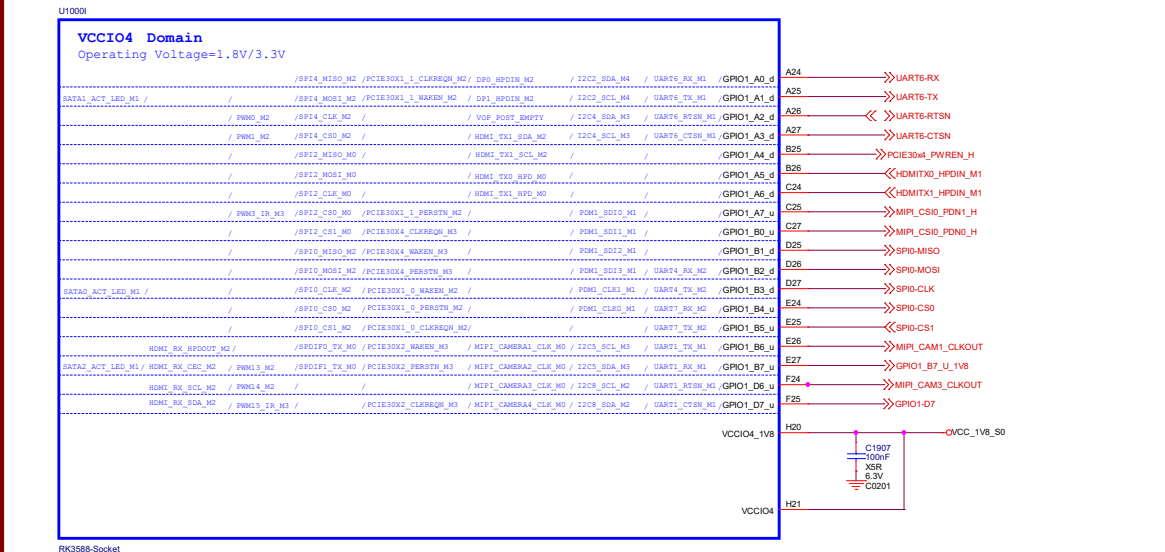 U1000I
VCCIO4 Domain
Operating Voltage=1.8V/3.3V
/SPI4_MISO_M2 /PCIE30X1_1_CLKREQN_M2/ DP0_HPDIN_M2 / I2C2_SDA_M4 / UART6_RX_M1 /GPIO1_A0_d A24 UART6-RX
SATA1_ACT_LED_M1 / / /SPI4_MOSI_M2 /PCIE30X1_1_WAKEN_M2 / DP1_HPDIN_M2 / I2C2_SCL_M4 / UART6_TX_M1 /GPIO1_A1_d A25 UART6-TX
/ PWM0_M2 /SPI4_CLK_M2 / / VOP_POST_EMPTY / I2C4_SDA_M3 / UART6_RTSN_M1 /GPIO1_A2_d A26 UART6-RTSN
/ PWM1_M2 /SPI4_CS0_M2 / / HDMI_TX1_SDA_M2 / I2C4_SCL_M3 / UART6_CTSN_M1 /GPIO1_A3_d A27 UART6-CTSN
/ /SPI2_MISO_M0 / / HDMI_TX1_SCL_M2 / / /GPIO1_A4_d B25 PCIE30x4_PWREN_H
/ /SPI2_MOSI_M0 / HDMI_TX0_HPD_M0 / / /GPIO1_A5_d B26 HDMITX0_HPDIN_M1
/ /SPI2_CLK_M0 / / HDMI_TX1_HPD_M0 / / /GPIO1_A6_d C24 HDMITX1_HPDIN_M1
/ PWM3_IR_M3 /SPI2_CS0_M0 /PCIE30X1_1_PERSTN_M2 / / PDM1_SDI0_M1 / /GPIO1_A7_u C25 MIPI_CSI0_PDN1_H
/ /SPI2_CS1_M0 /PCIE30X4_CLKREQN_M3 / / PDM1_SDI1_M1 / /GPIO1_B0_u C27 MIPI_CSI0_PDN0_H
/ /SPI0_MISO_M2 /PCIE30X4_WAKEN_M3 / / PDM1_SDI2_M1 / /GPIO1_B1_d D25 SPI0-MISO
/ /SPI0_MOSI_M2 /PCIE30X4_PERSTN_M3 / / PDM1_SDI3_M1 / UART4_RX_M2 /GPIO1_B2_d D26 SPI0-MOSI
SATA0_ACT_LED_M1 / / /SPI0_CLK_M2 /PCIE30X1_0_WAKEN_M2 / / PDM1_CLK1_M1 / UART4_TX_M2 /GPIO1_B3_d D27 SPI0-CLK
/ /SPI0_CS0_M2 /PCIE30X1_0_PERSTN_M2 / / PDM1_CLK0_M1 / UART7_RX_M2 /GPIO1_B4_u E24 SPI0-CS0
/ /SPI0_CS1_M2 /PCIE30X1_0_CLKREQN_M2/ / / UART7_TX_M2 /GPIO1_B5_u E25 SPI0-CS1
HDMI_RX_HPDOUT_M2 / /SPDIF0_TX_M0 /PCIE30X2_WAKEN_M3 / MIPI_CAMERA1_CLK_M0 / I2C5_SCL_M3 / UART1_TX_M1 /GPIO1_B6_u E26 MIPI_CAM1_CLKOUT
SATA2_ACT_LED_M1/ HDMI_RX_CEC_M2 / PWM13_M2 /SPDIF1_TX_M0 /PCIE30X2_PERSTN_M3 / MIPI_CAMERA2_CLK_M0 / I2C5_SDA_M3 / UART1_RX_M1 /GPIO1_B7_u E27 GPIO1_B7_U_1V8
HDMI_RX_SCL_M2 / PWM14_M2 / / / MIPI_CAMERA3_CLK_M0 / I2C8_SCL_M2 / UART1_RTSN_M1 /GPIO1_D6_u F24 MIPI_CAM3_CLKOUT
HDMI_RX_SDA_M2 / PWM15_IR_M3 / /PCIE30X2_CLKREQN_M3 / MIPI_CAMERA4_CLK_M0 / I2C8_SDA_M2 / UART1_CTSN_M1 /GPIO1_D7_u F25 GPIO1-D7
VCCIO4_1V8 H20 VCC_1V8_S0
C1907
100nF
X5R
6.3V
C0201
VCCIO4 H21
RK3588-Socket